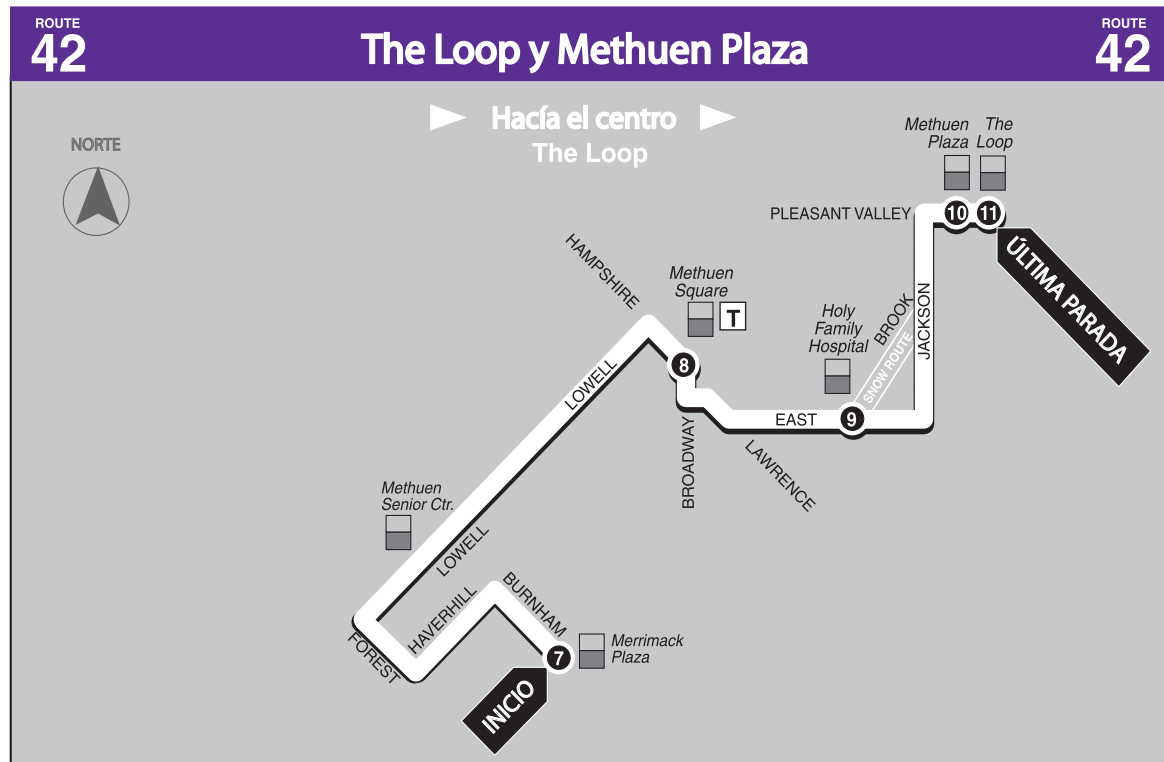 ROUTE
42
The Loop y Methuen Plaza
ROUTE
42
Hacía el centro
The Loop
NORTE
Methuen
Plaza
The
Loop
PLEASANT VALLEY
10
11
ÚLTIMA PARADA
HAMPSHIRE
Methuen
Square
T
Holy
Family
Hospital
BROOK
JACKSON
SNOW ROUTE
8
LOWELL
EAST
9
BROADWAY
LAWRENCE
Methuen
Senior Ctr.
LOWELL
BURNHAM
HAVERHILL
FOREST
7
Merrimack
Plaza
INICIO